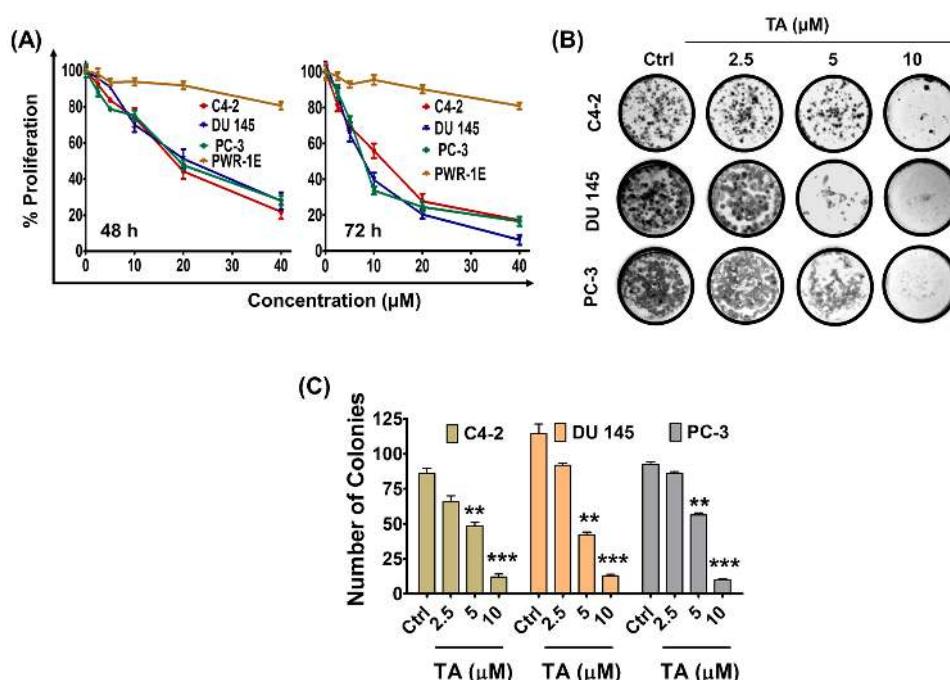 (A)
100
80
60
40
20
0
% Proliferation
C4-2
DU 145
PC-3
PWR-1E
48 h
0 10 20 30 40
100
80
60
40
20
0
C4-2
DU 145
PC-3
PWR-1E
72 h
0 10 20 30 40
Concentration (µM)
(B)
TA (µM)
Ctrl 2.5 5 10
C4-2
DU 145
PC-3
(C)
Number of Colonies
125
100
75
50
25
0
C4-2 DU 145 PC-3
** *** ** *** ** ***
Ctrl 2.5 5 10 Ctrl 2.5 5 10 Ctrl 2.5 5 10
TA (µM) TA (µM) TA (µM)